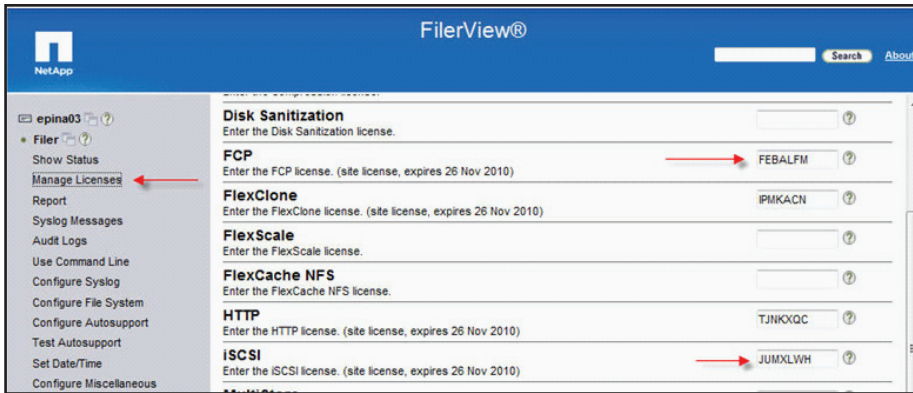 FilerView®
NetApp
Search
About
epina03
Filer
Show Status
Manage Licenses
Report
Syslog Messages
Audit Logs
Use Command Line
Configure Syslog
Configure File System
Configure Autosupport
Test Autosupport
Set Date/Time
Configure Miscellaneous
Disk Sanitization
Enter the Disk Sanitization license.
FCP
Enter the FCP license. (site license, expires 26 Nov 2010)
FEBALFM
FlexClone
Enter the FlexClone license. (site license, expires 26 Nov 2010)
IPMKACN
FlexScale
Enter the FlexScale license.
FlexCache NFS
Enter the FlexCache NFS license.
HTTP
Enter the HTTP license. (site license, expires 26 Nov 2010)
TJNKXQC
iSCSI
Enter the iSCSI license. (site license, expires 26 Nov 2010)
JUMXLWH